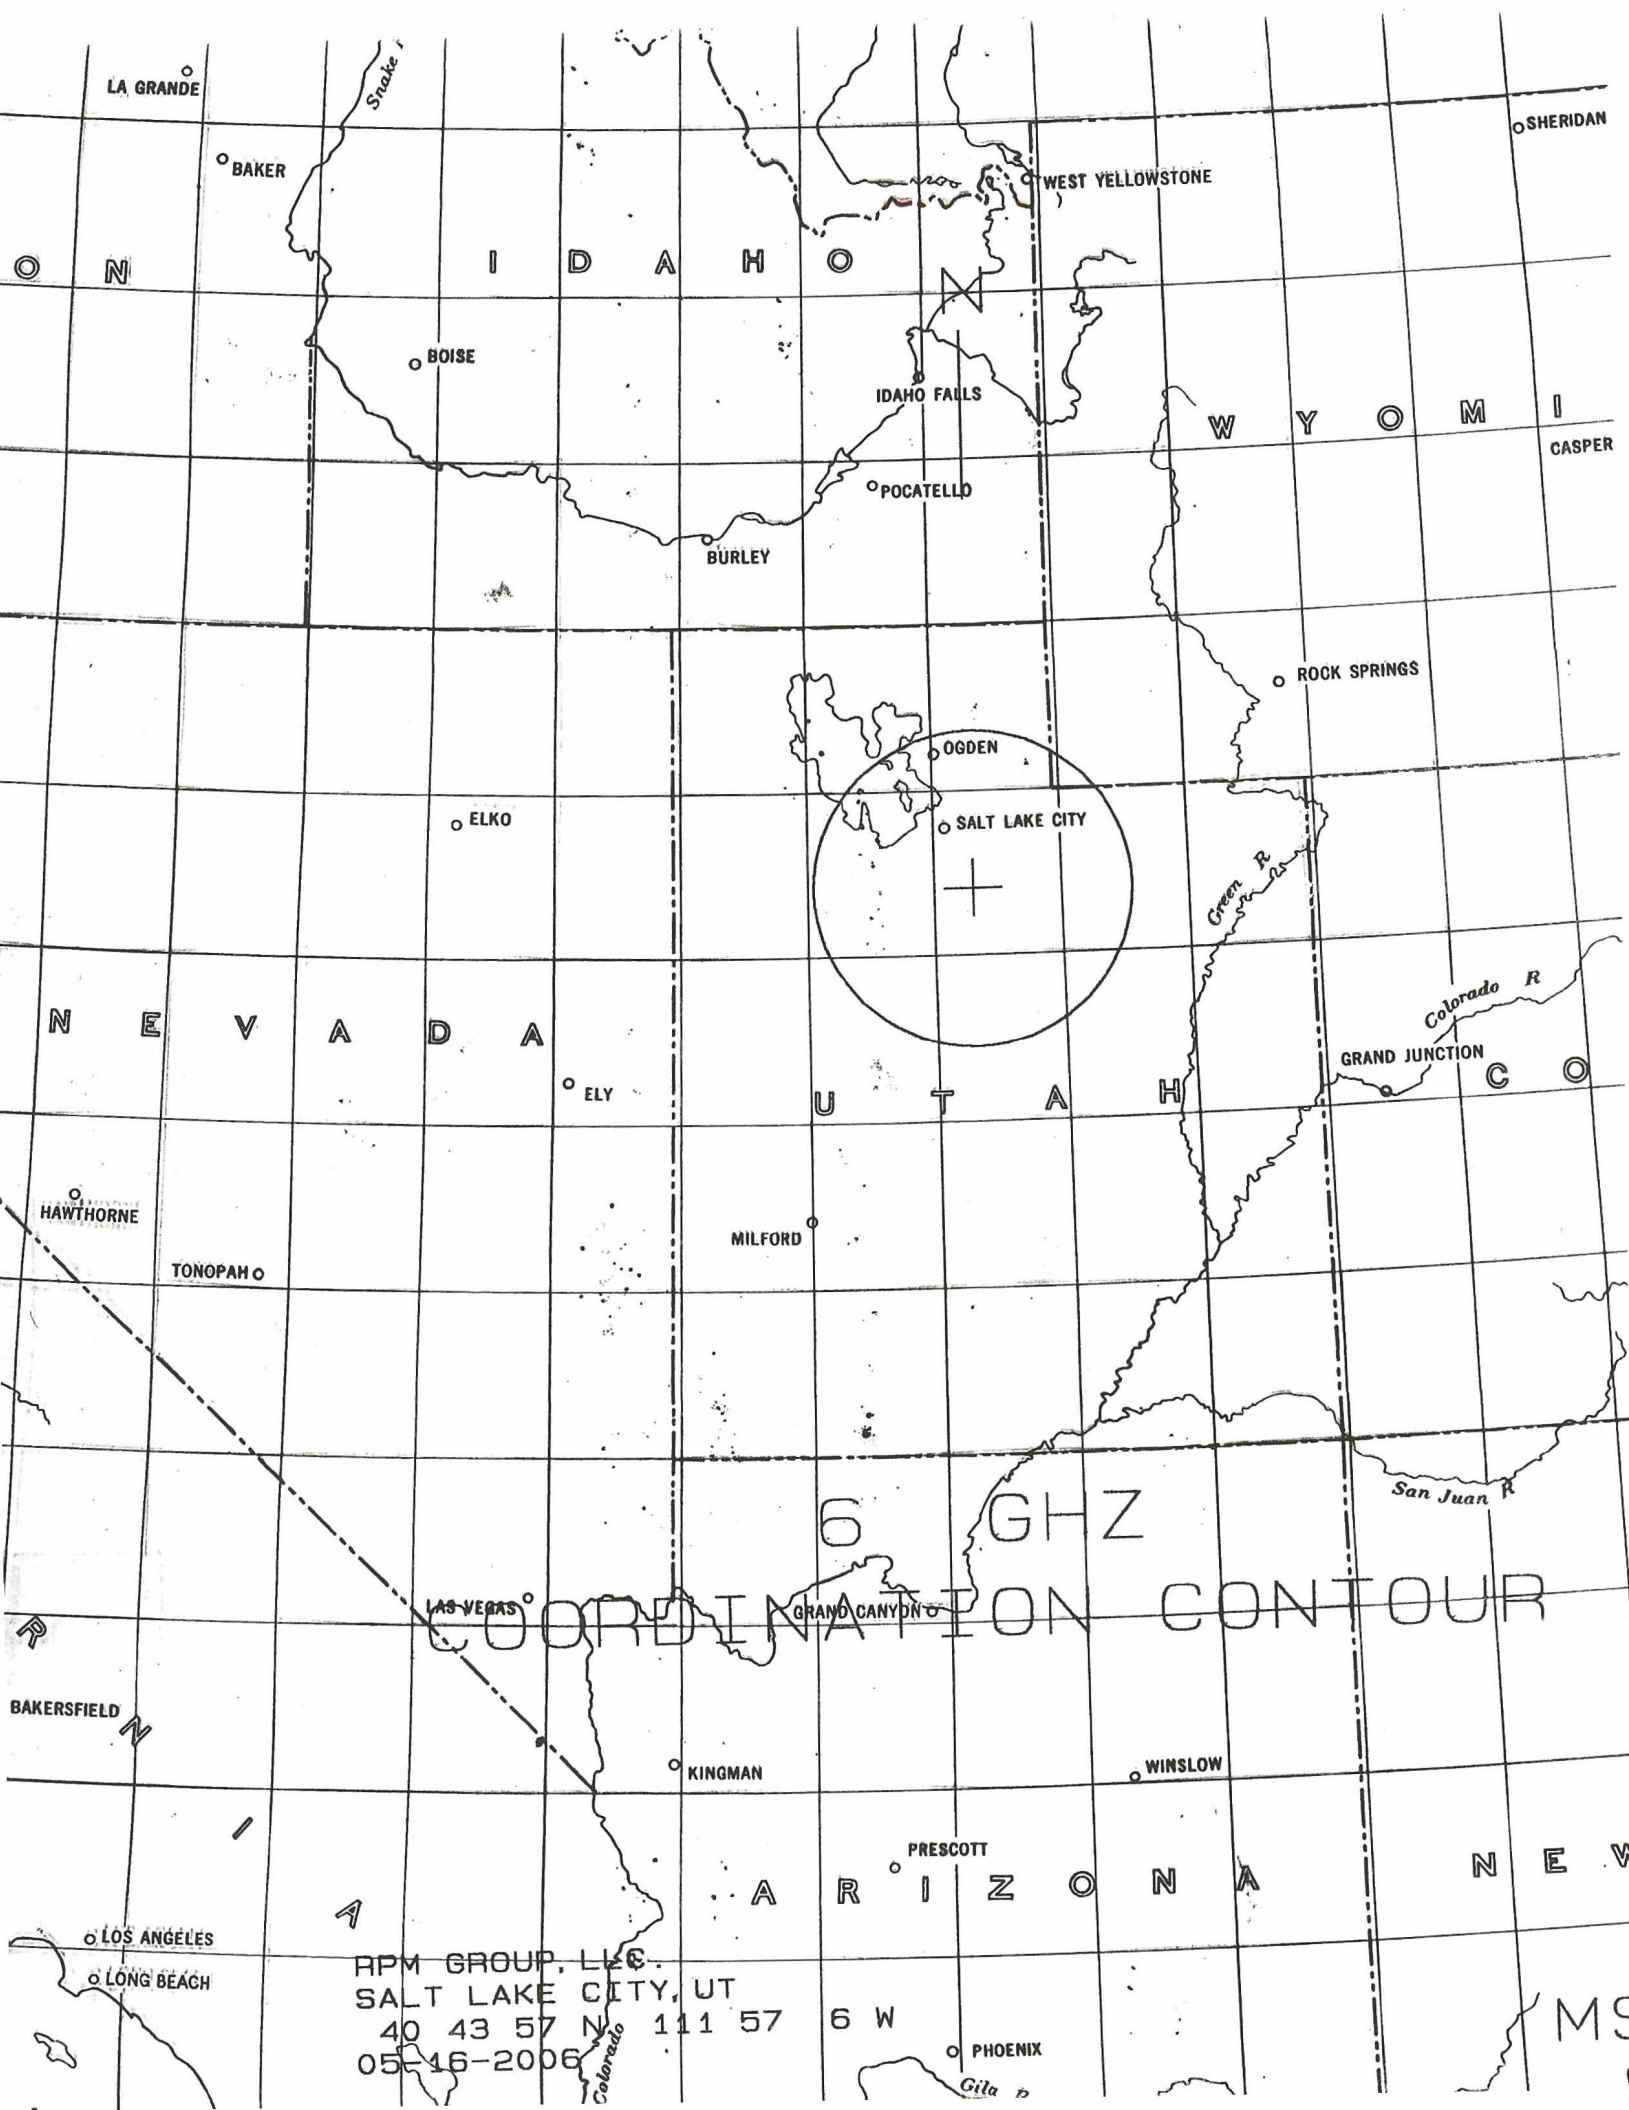 LA GRANDE
Snake
SHERIDAN
BAKER
WEST YELLOWSTONE
O N
I D A H O
N
BOISE
IDAHO FALLS
W Y O M I
CASPER
POCATELLO
BURLEY
ROCK SPRINGS
OGDEN
ELKO
SALT LAKE CITY
Green R
Colorado R
N E V A D A
GRAND JUNCTION
C O
ELY
U T A H
HAWTHORNE
MILFORD
TONOPAH
San Juan R
6 GHZ
LAS VEGAS
GRAND CANYON
COORDINATION CONTOUR
R
BAKERSFIELD
N
KINGMAN
WINSLOW
I
PRESCOTT
A R I Z O N A
N E W
A
LOS ANGELES
LONG BEACH
RPM GROUP, LLC.
SALT LAKE CITY, UT
40 43 57 N 111 57 6 W
05-16-2006
Colorado
MS
PHOENIX
Gila